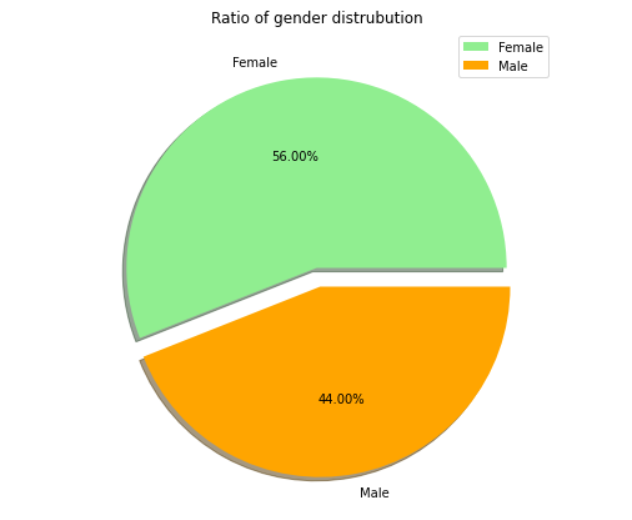 Ratio of gender distrubution
Female
Male
Female
56.00%
44.00%
Male